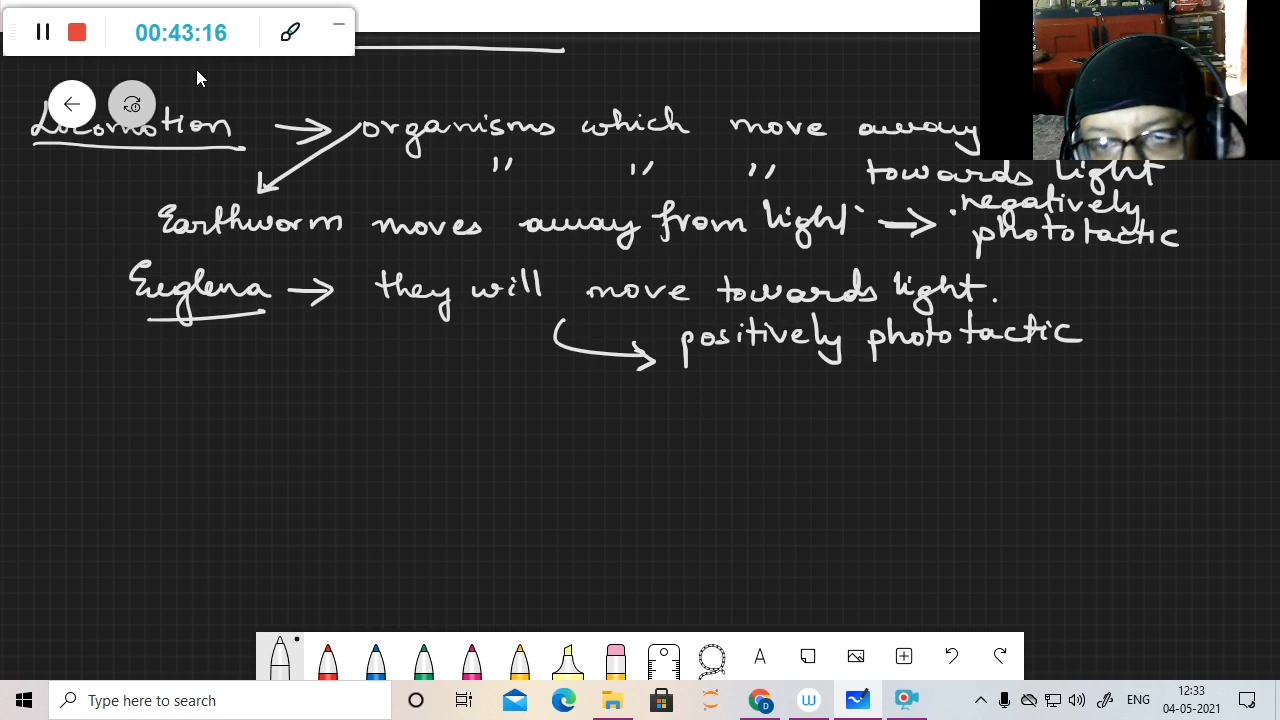 00:43:16
Locomotion → organisms which move away
" " " towards light
Earthworm moves away from light → negatively
phototactic
Euglena → they will move towards light.
positively phototactic
A
Type here to search
ENG
12:33
04-05-2021